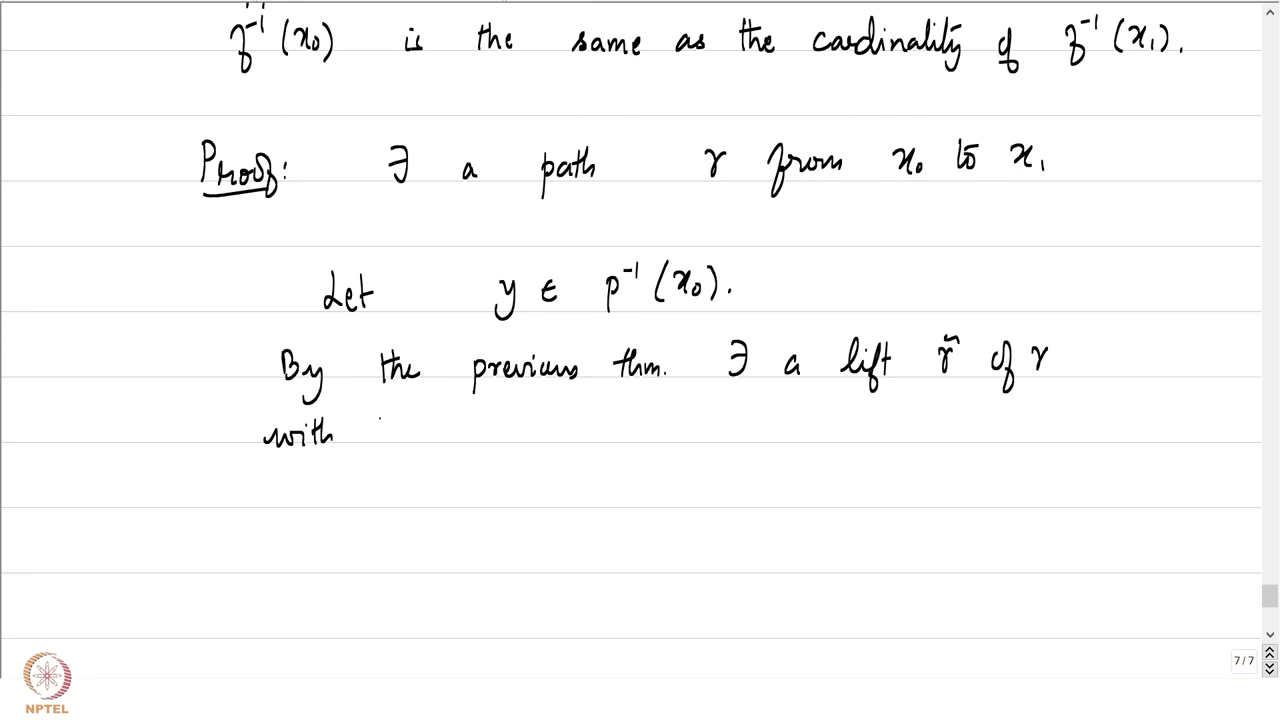 q⁻¹(x₀) is the same as the cardinality of q⁻¹(x₁).
Proof: ∃ a path γ from x₀ to x₁
Let y ∈ p⁻¹(x₀).
By the previous thm. ∃ a lift γ̃ of γ
with
7/7
NPTEL